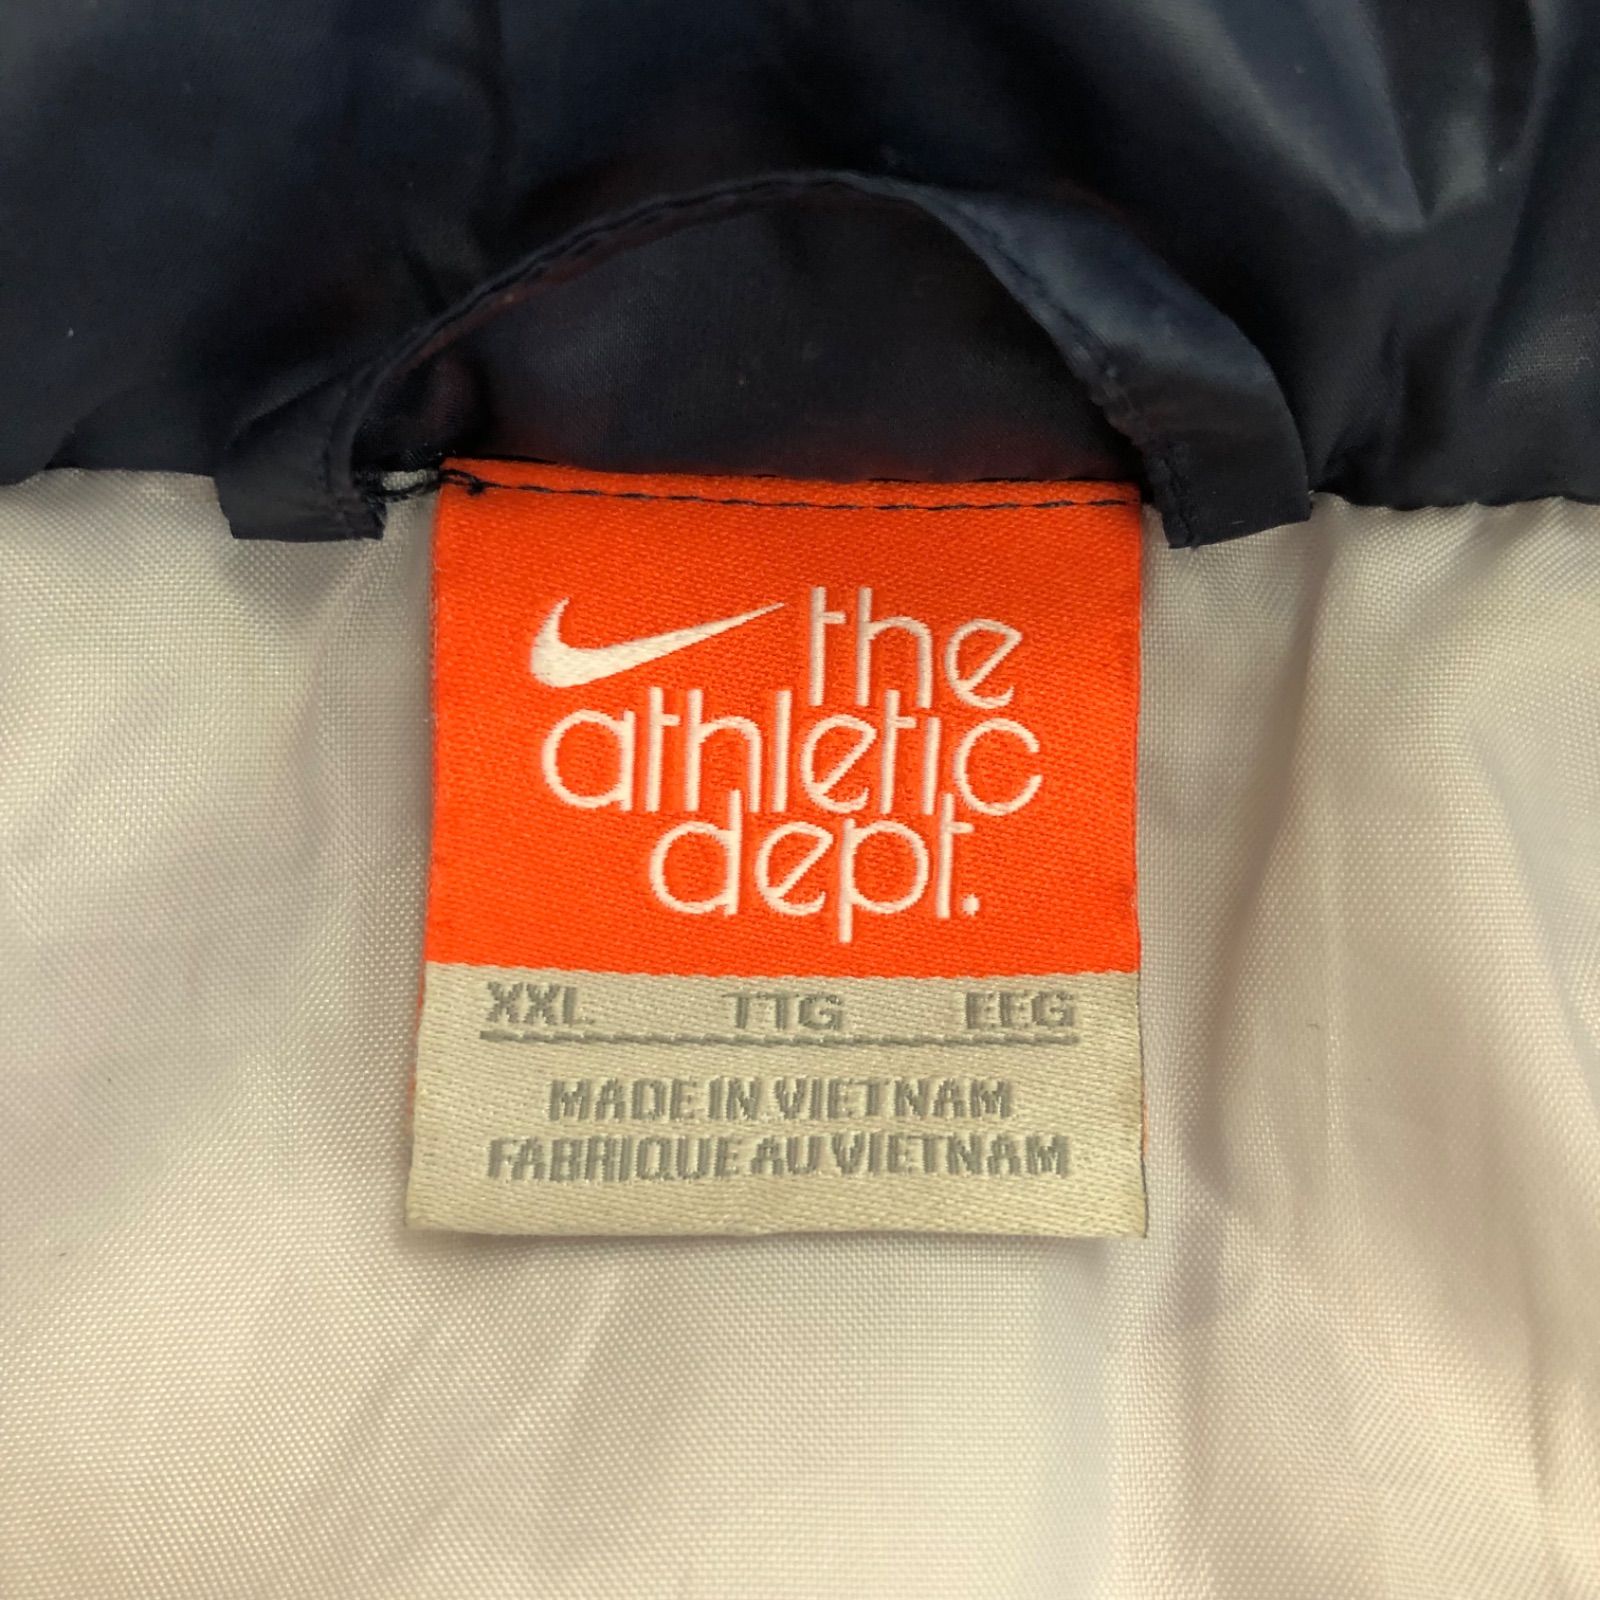 the
athletic
dept.
XXL TTG EEG
MADE IN VIETNAM
FABRIQUE AU VIETNAM